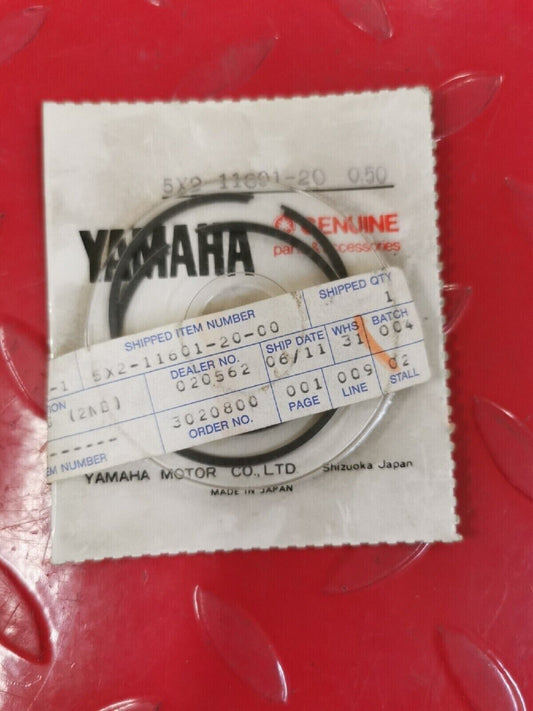 5X2 11601-20 0.50
YAMAHA
GENUINE
parts & accessories
SHIPPED ITEM NUMBER
SHIPPED QTY
5X2-11601-20-00
1
DEALER NO.
SHIP DATE
WHS
BATCH
020562
06/11
31
004
(2ND)
3020800
001
009
02
ORDER NO.
PAGE
LINE
STALL
EM NUMBER
YAMAHA MOTOR CO., LTD. Shizuoka Japan
MADE IN JAPAN